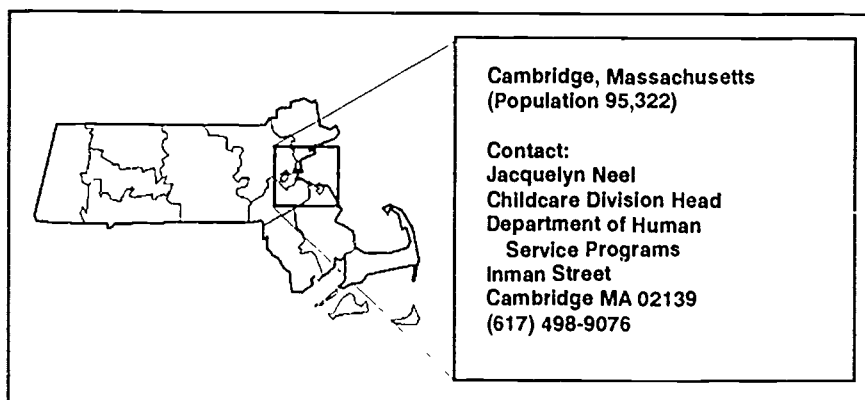 Cambridge, Massachusetts
(Population 95,322)
Contact:
Jacquelyn Neel
Childcare Division Head
Department of Human
Service Programs
Inman Street
Cambridge MA 02139
(617) 498-9076